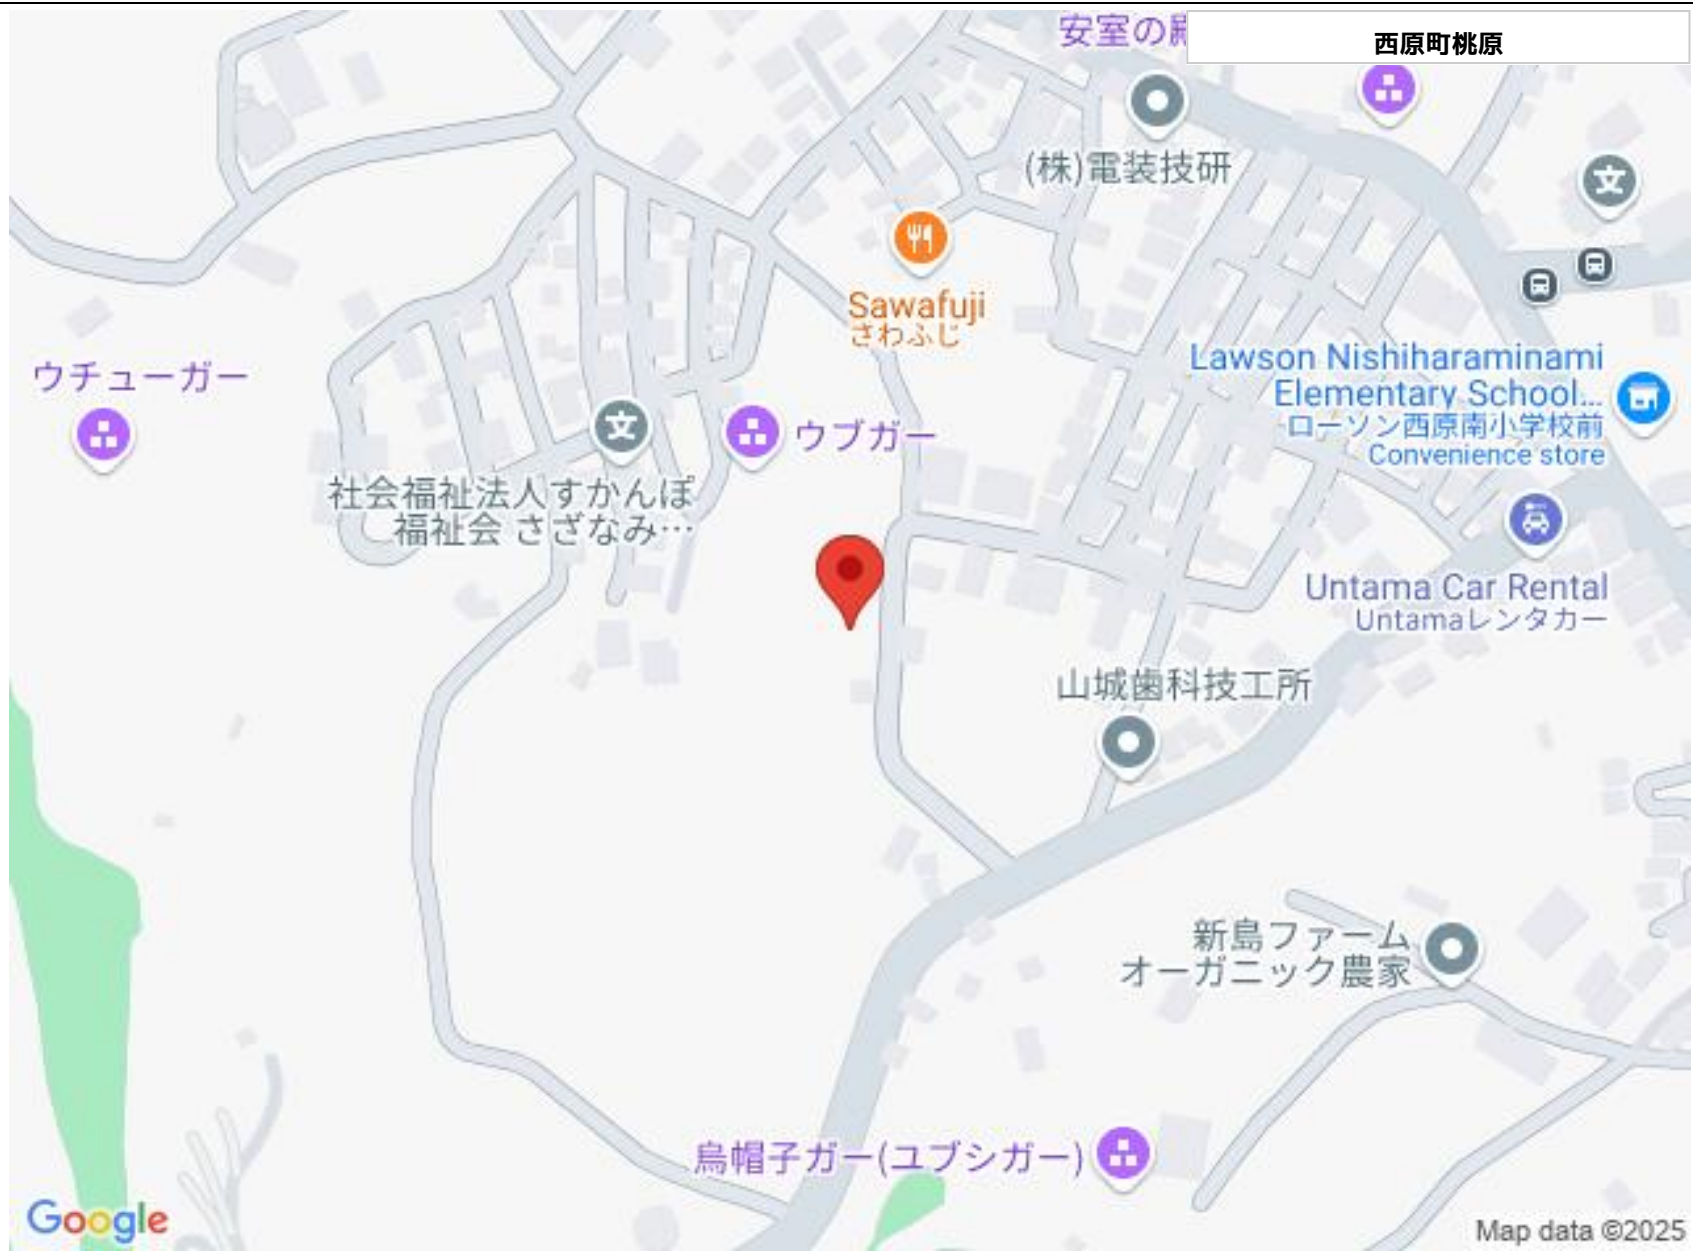 安室の
西原町桃原
(株)電装技研
Sawafuji
さわふじ
Lawson Nishiharaminami
Elementary School...
ローソン西原南小学校前
Convenience store
ウチューガー
ウブガー
社会福祉法人すかんぽ
福祉会 さざなみ…
Untama Car Rental
Untamaレンタカー
山城歯科技工所
新島ファーム
オーガニック農家
烏帽子ガー(ユブシガー)
Google
Map data ©2025